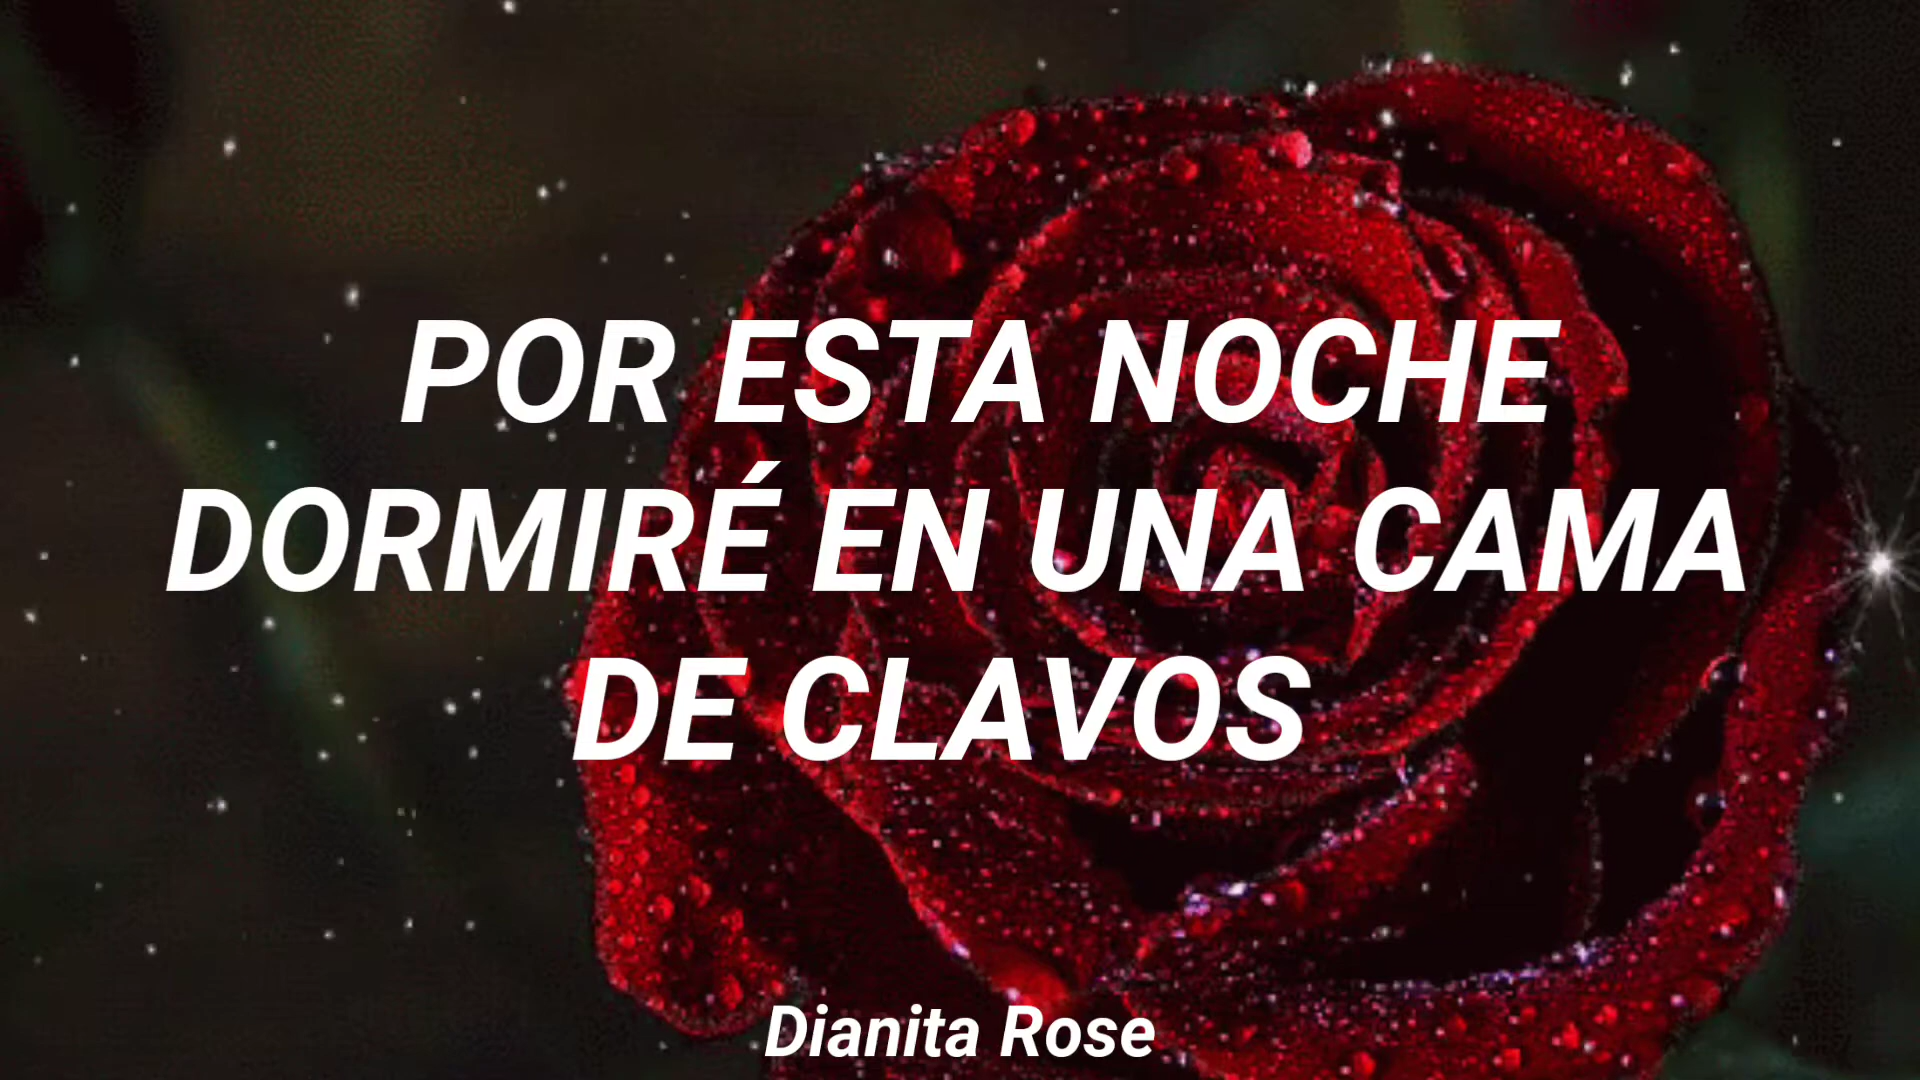 POR ESTA NOCHE
DORMIRÉ EN UNA CAMA
DE CLAVOS
Dianita Rose